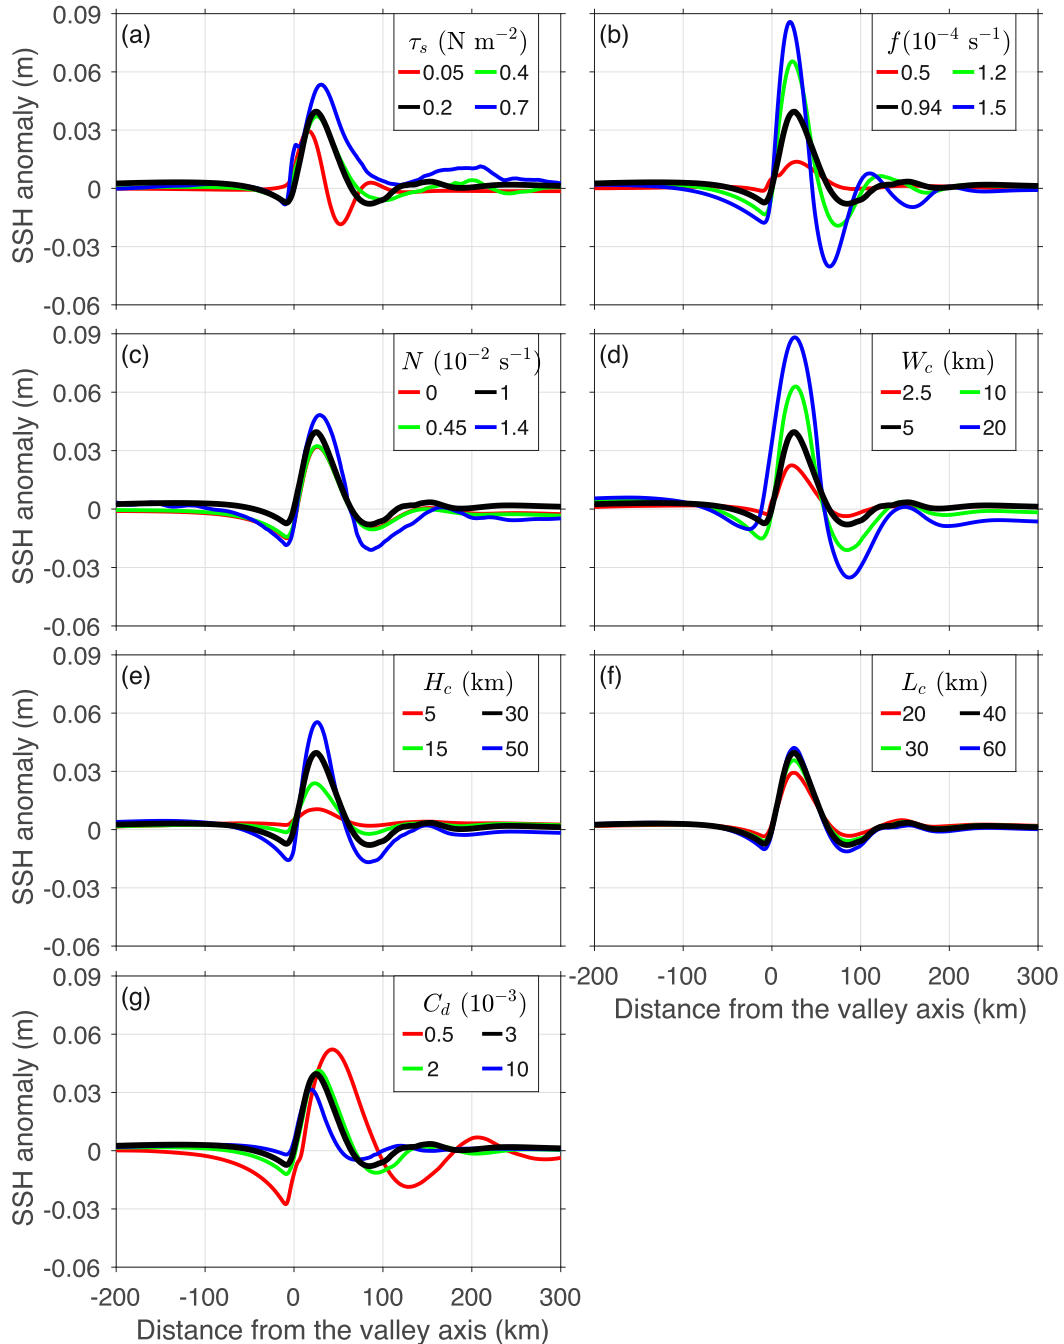 (a)
τs (N m−2)
0.05 0.4
0.2 0.7
0.09
0.06
0.03
0
-0.03
-0.06
-200 -100 0 100 200 300
SSH anomaly (m)
(b)
f(10−4 s−1)
0.5 1.2
0.94 1.5
(c)
N (10−2 s−1)
0 1
0.45 1.4
0.09
0.06
0.03
0
-0.03
-0.06
SSH anomaly (m)
(d)
Wc (km)
2.5 10
5 20
(e)
Hc (km)
5 30
15 50
0.09
0.06
0.03
0
-0.03
-0.06
SSH anomaly (m)
(f)
Lc (km)
20 40
30 60
-200 -100 0 100 200 300
Distance from the valley axis (km)
(g)
Cd (10−3)
0.5 3
2 10
0.09
0.06
0.03
0
-0.03
-0.06
SSH anomaly (m)
-200 -100 0 100 200 300
Distance from the valley axis (km)